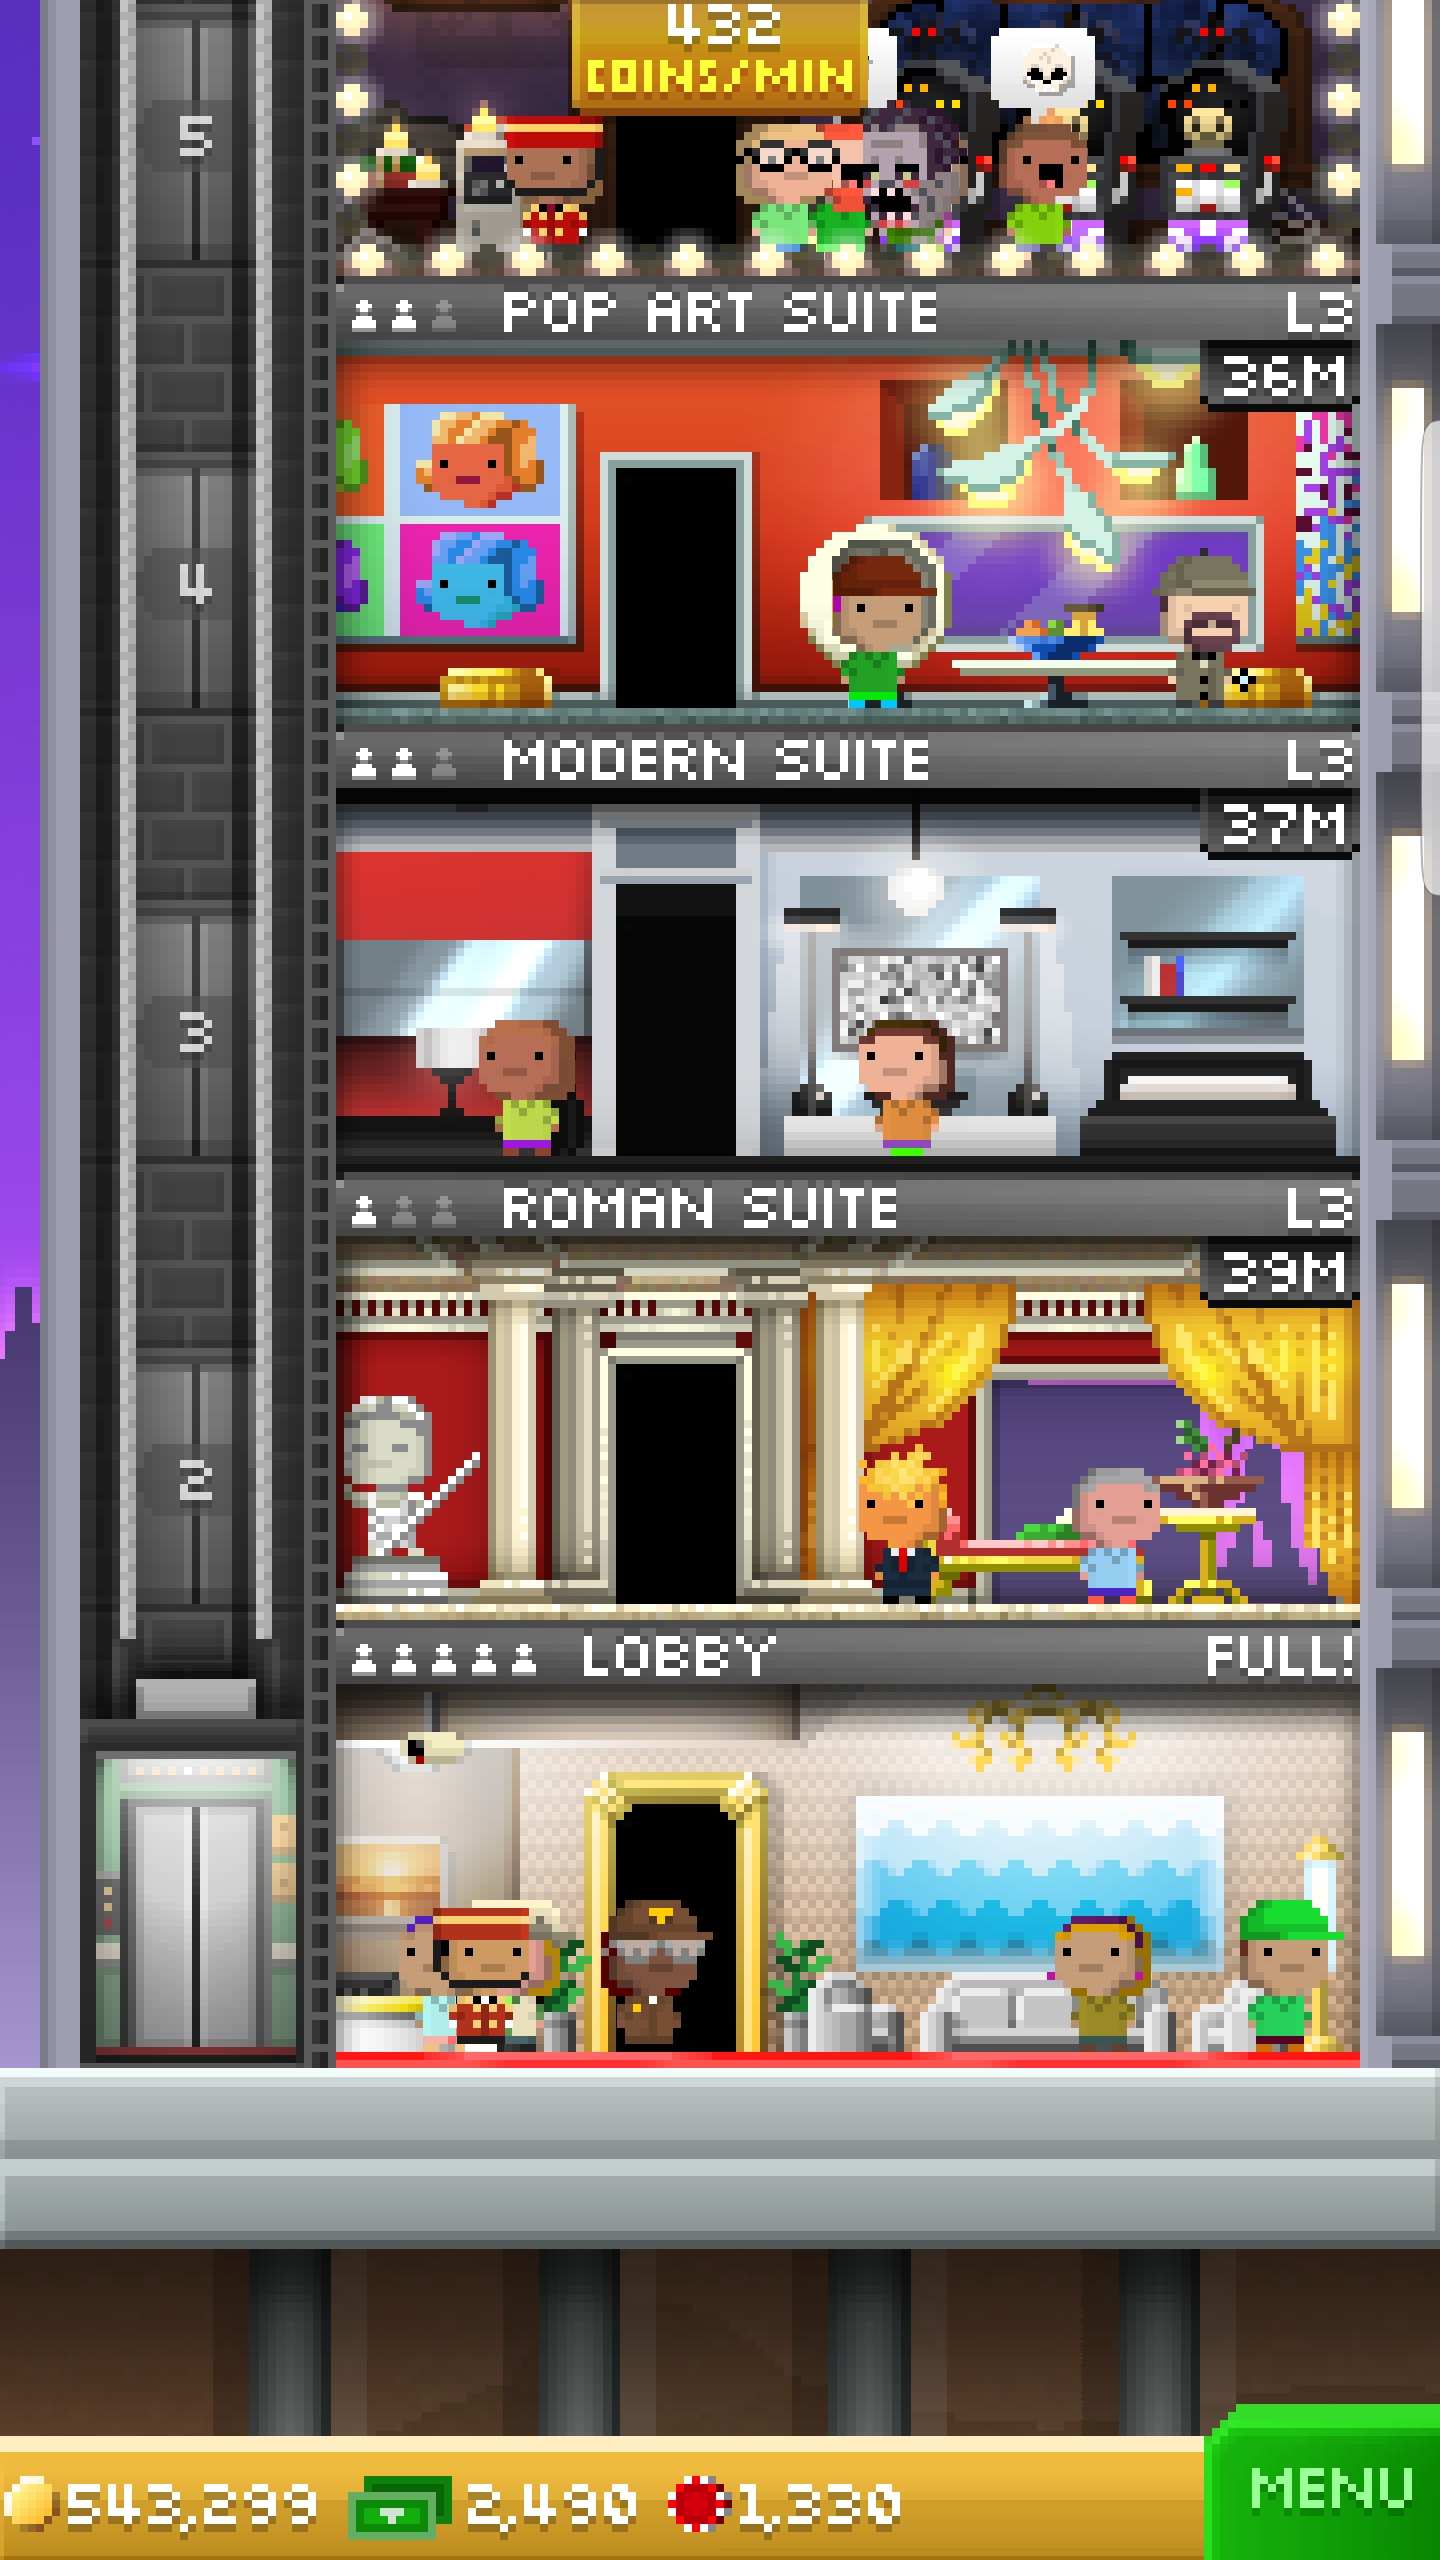 432
COINS/MIN
5
POP ART SUITE L3
36M
4
MODERN SUITE L3
37M
3
ROMAN SUITE L3
39M
2
LOBBY FULL!
543,299 2,490 1,330 MENU